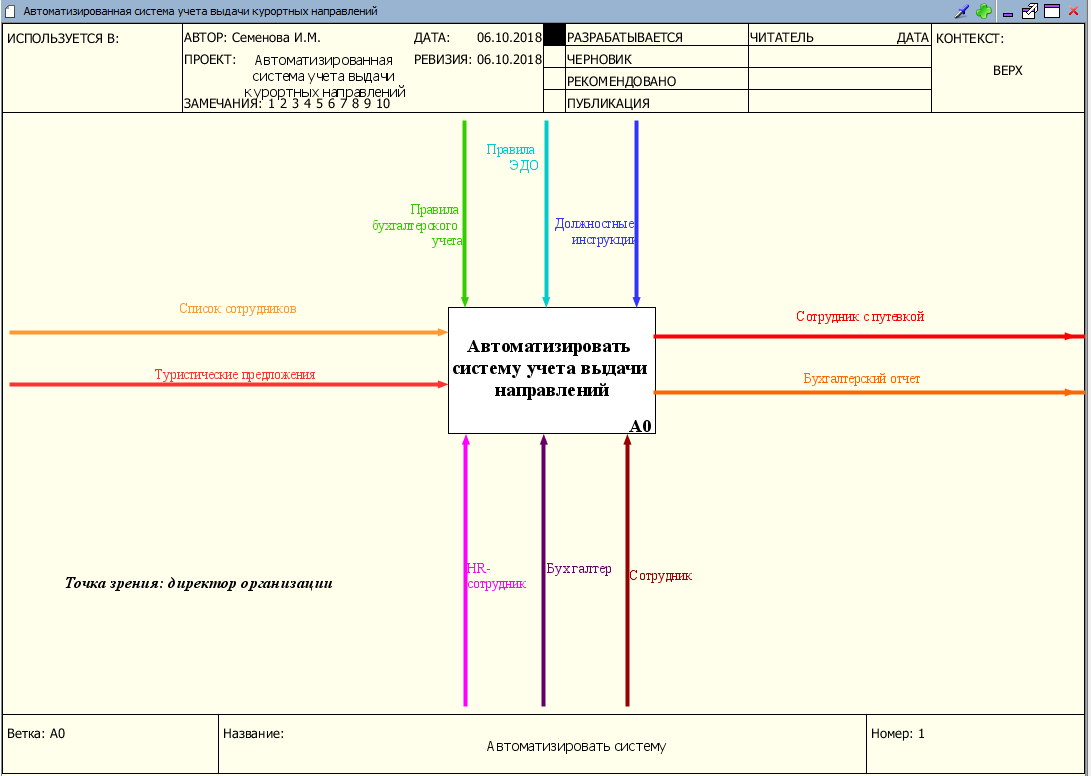 Автоматизированная система учета выдачи курортных направлений
ИСПОЛЬЗУЕТСЯ В:
АВТОР: Семенова И.М.
ДАТА: 06.10.2018
ПРОЕКТ: Автоматизированная
система учета выдачи
курортных направлений
РЕВИЗИЯ: 06.10.2018
ЗАМЕЧАНИЯ: 1 2 3 4 5 6 7 8 9 10
РАЗРАБАТЫВАЕТСЯ
ЧЕРНОВИК
РЕКОМЕНДОВАНО
ПУБЛИКАЦИЯ
ЧИТАТЕЛЬ ДАТА
КОНТЕКСТ:
ВЕРХ
Правила
ЭДО
Правила
бухгалтерского
учета
Должностные
инструкции
Список сотрудников
Туристические предложения
Автоматизировать
систему учета выдачи
направлений
A0
Сотрудник с путевкой
Бухгалтерский отчет
HR-
сотрудник
Бухгалтер
Сотрудник
Точка зрения: директор организации
Ветка: A0
Название:
Автоматизировать систему
Номер: 1